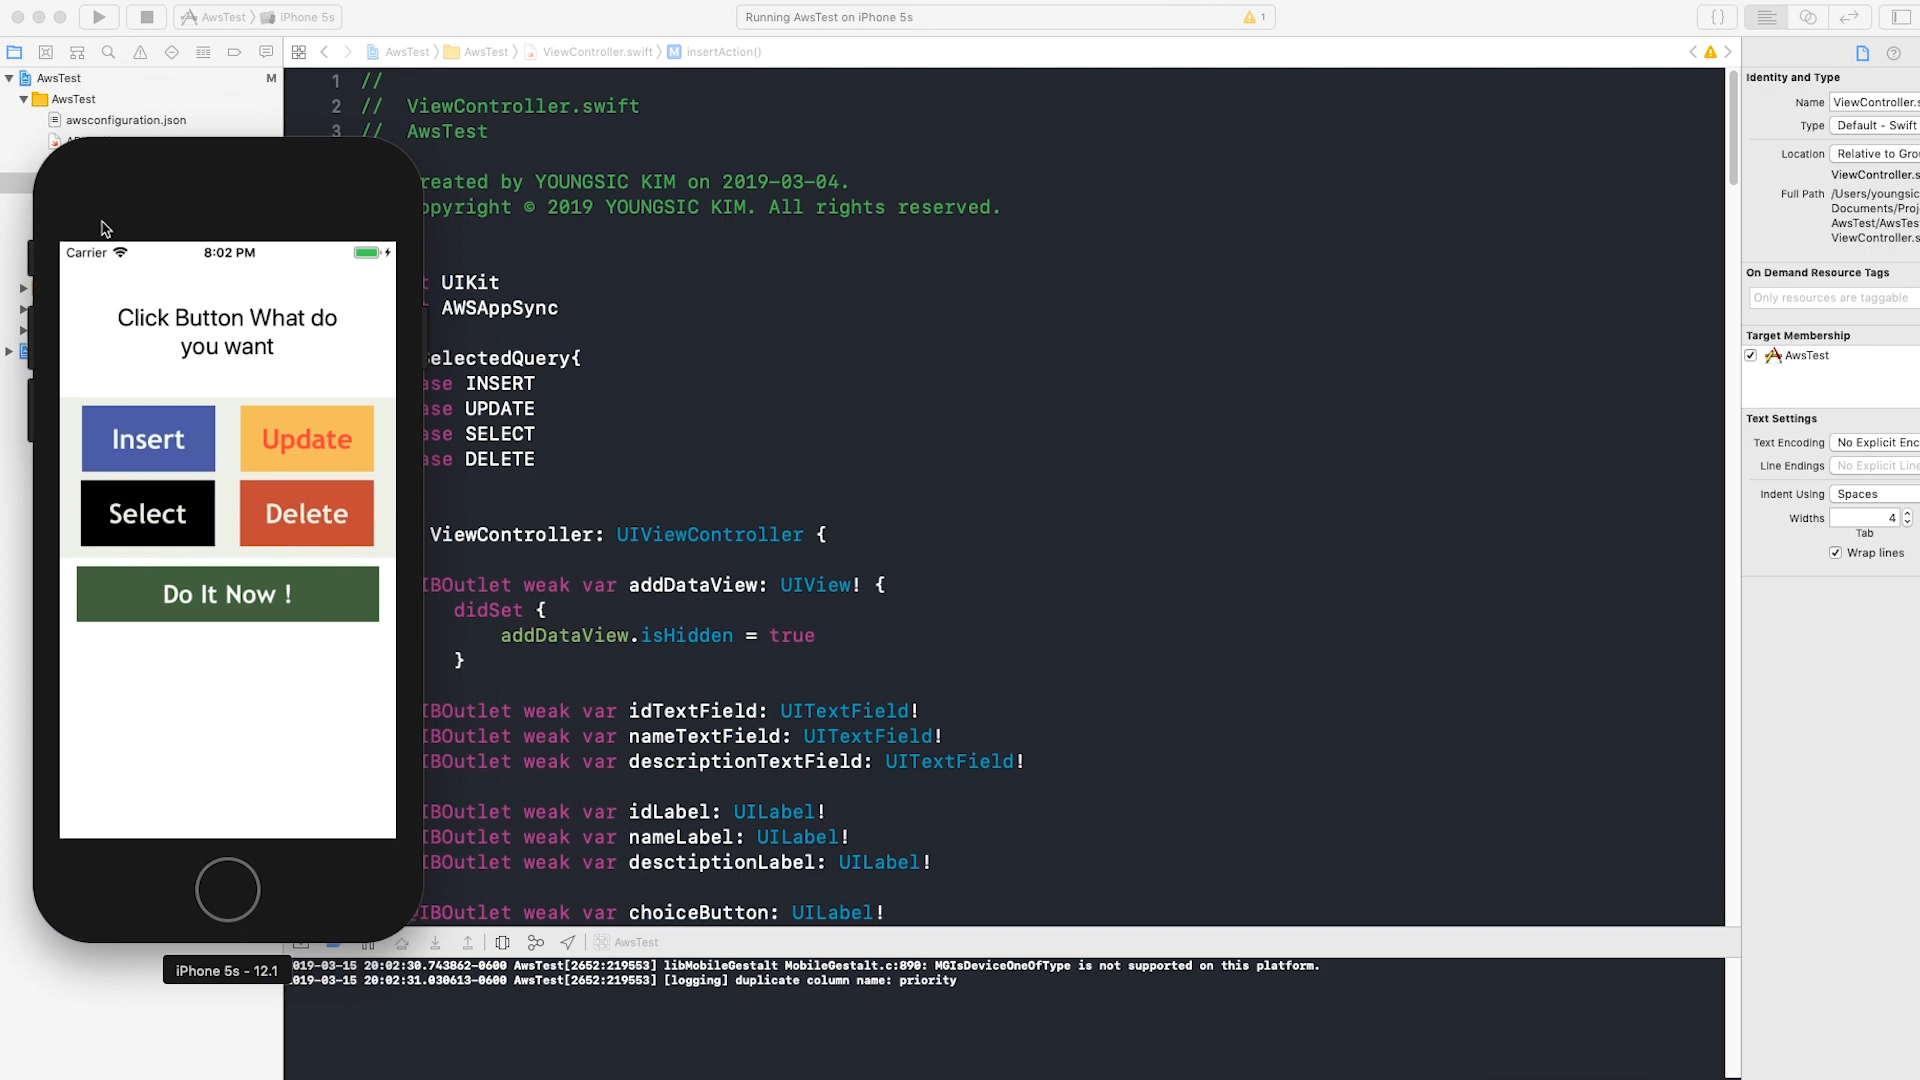 AwsTest
iPhone 5s
Running AwsTest on iPhone 5s
1
AwsTest
AwsTest
ViewController.swift
M
insertAction()
AwsTest
M
AwsTest
awsconfiguration.json
1 //
2 // ViewController.swift
3 // AwsTest
reated by YOUNGSIC KIM on 2019-03-04.
opyright © 2019 YOUNGSIC KIM. All rights reserved.
t UIKit
AWSAppSync
SelectedQuery{
ase INSERT
ase UPDATE
ase SELECT
ase DELETE
ViewController: UIViewController {
IBOutlet weak var addDataView: UIView! {
didSet {
addDataView.isHidden = true
}
IBOutlet weak var idTextField: UITextField!
IBOutlet weak var nameTextField: UITextField!
IBOutlet weak var descriptionTextField: UITextField!
IBOutlet weak var idLabel: UILabel!
IBOutlet weak var nameLabel: UILabel!
IBOutlet weak var desctiptionLabel: UILabel!
IBOutlet weak var choiceButton: UILabel!
Carrier
8:02 PM
Click Button What do
you want
Insert
Update
Select
Delete
Do It Now !
iPhone 5s - 12.1
AwsTest
019-03-15 20:02:30.743862-0600 AwsTest[2652:219553] libMobileGestalt MobileGestalt.c:890: MGIsDeviceOneOfType is not supported on this platform.
019-03-15 20:02:31.030613-0600 AwsTest[2652:219553] [logging] duplicate column name: priority
Identity and Type
Name ViewController.s
Type Default - Swift
Location Relative to Gro
ViewController.s
Full Path /Users/youngsic
Documents/Proj
AwsTest/AwsTes
ViewController.s
On Demand Resource Tags
Only resources are taggable
Target Membership
AwsTest
Text Settings
Text Encoding No Explicit Enc
Line Endings No Explicit Line
Indent Using Spaces
Widths 4
Tab
Wrap lines